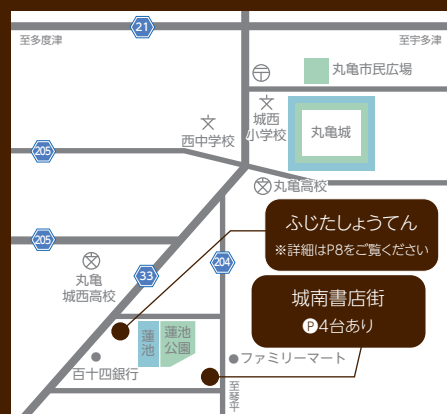 21
至多度津
至宇多津
丸亀市民広場
西中学校
城西
小学校
丸亀城
205
丸亀高校
ふじたしょうてん
※詳細はP8をご覧ください
205
204
33
丸亀
城西高校
城南書店街
P4台あり
蓮池
蓮池
公園
百十四銀行
ファミリーマート
至琴平